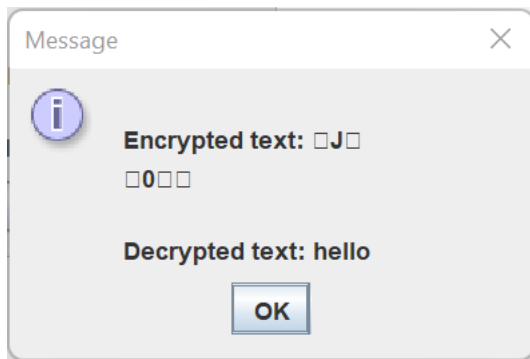 Message
Encrypted text: □J□
□0□□
Decrypted text: hello
OK